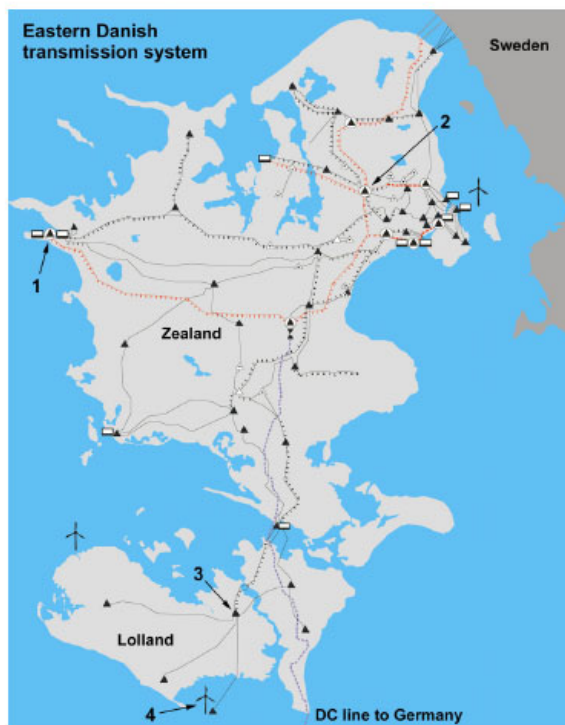 Eastern Danish
transmission system
Sweden
2
1
Zealand
3
Lolland
4
DC line to Germany